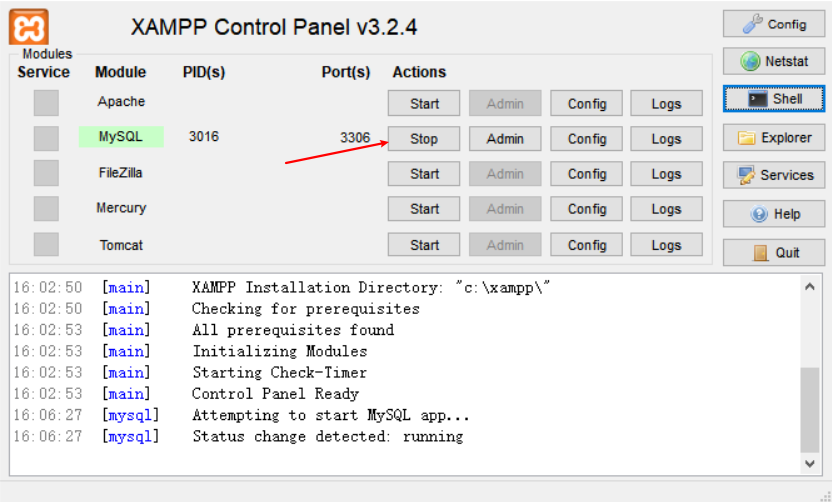 XAMPP Control Panel v3.2.4
Config
Modules
Service Module PID(s) Port(s) Actions
Netstat
Apache Start Admin Config Logs
Shell
MySQL 3016 3306 Stop Admin Config Logs
Explorer
FileZilla Start Admin Config Logs
Services
Mercury Start Admin Config Logs
Help
Tomcat Start Admin Config Logs
Quit
16:02:50 [main] XAMPP Installation Directory: "c:\xampp\"
16:02:50 [main] Checking for prerequisites
16:02:53 [main] All prerequisites found
16:02:53 [main] Initializing Modules
16:02:53 [main] Starting Check-Timer
16:02:53 [main] Control Panel Ready
16:06:27 [mysql] Attempting to start MySQL app...
16:06:27 [mysql] Status change detected: running